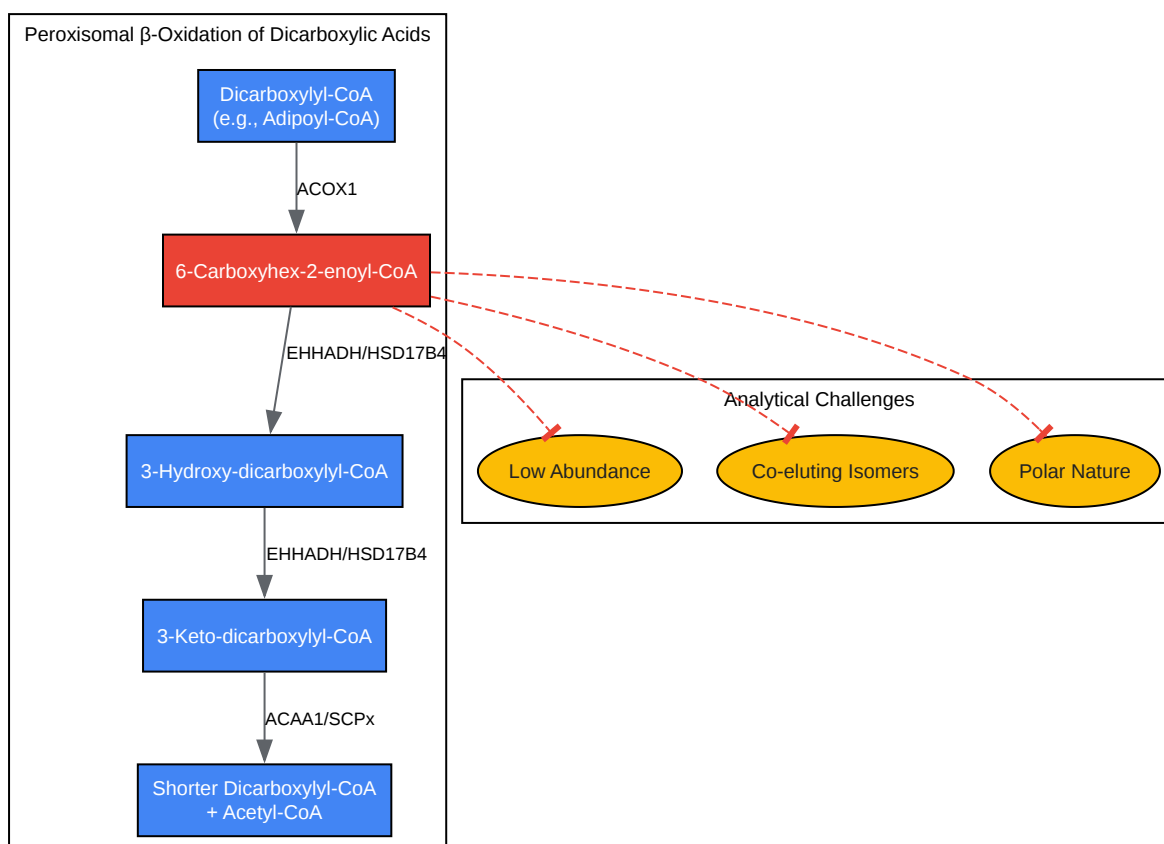 Peroxisomal β-Oxidation of Dicarboxylic Acids
Dicarboxylyl-CoA
(e.g., Adipoyl-CoA)
ACOX1
6-Carboxyhex-2-enoyl-CoA
EHHADH/HSD17B4
Analytical Challenges
3-Hydroxy-dicarboxylyl-CoA
Low Abundance
Co-eluting Isomers
Polar Nature
EHHADH/HSD17B4
3-Keto-dicarboxylyl-CoA
ACAA1/SCPx
Shorter Dicarboxylyl-CoA
+ Acetyl-CoA